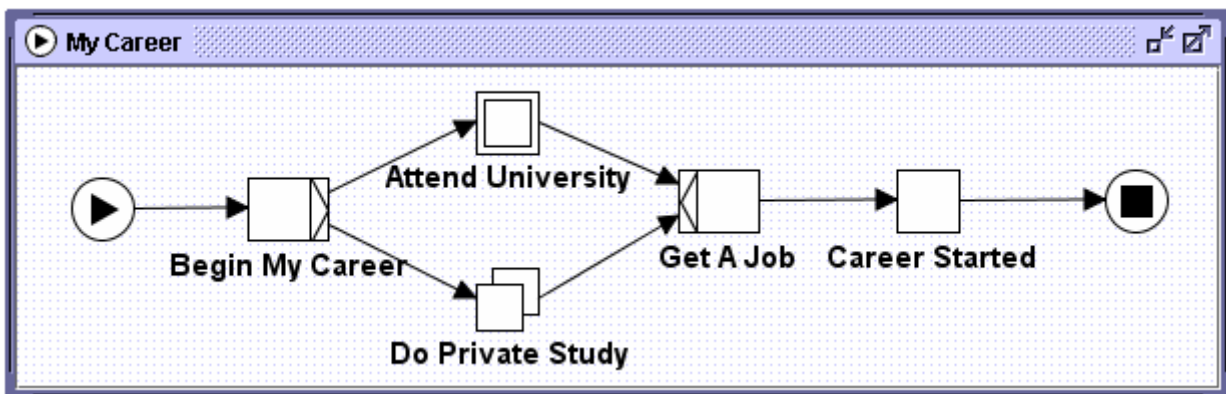 My Career
Attend University
Begin My Career
Get A Job
Career Started
Do Private Study